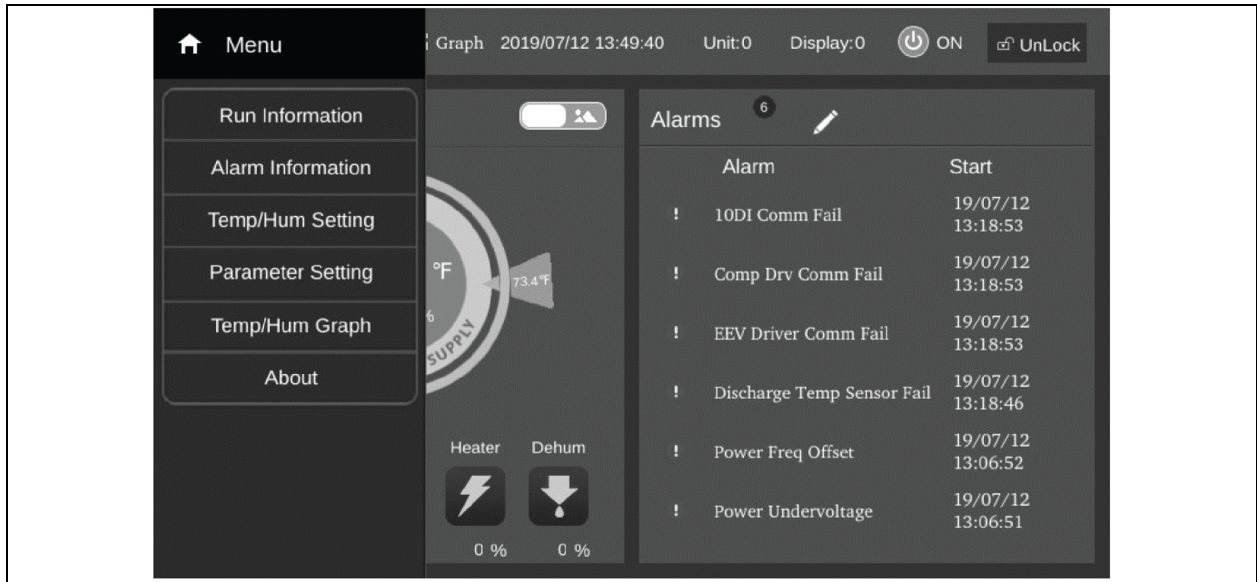 Menu
Graph 2019/07/12 13:49:40 Unit:0 Display:0 ON UnLock
Run Information
Alarm Information
Temp/Hum Setting
Parameter Setting
Temp/Hum Graph
About
°F
%
73.4°F
SUPPLY
Heater Dehum
0 % 0 %
Alarms 6
Alarm Start
10DI Comm Fail 19/07/12
13:18:53
Comp Drv Comm Fail 19/07/12
13:18:53
EEV Driver Comm Fail 19/07/12
13:18:53
Discharge Temp Sensor Fail 19/07/12
13:18:46
Power Freq Offset 19/07/12
13:06:52
Power Undervoltage 19/07/12
13:06:51